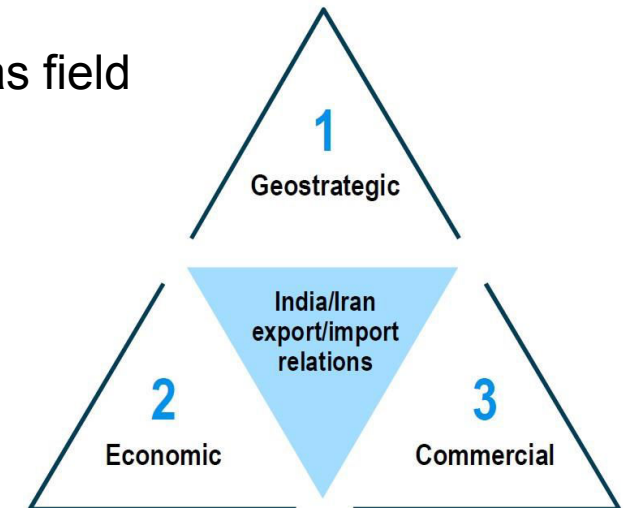 as field
1
Geostrategic
India/Iran
export/import
relations
2
Economic
3
Commercial